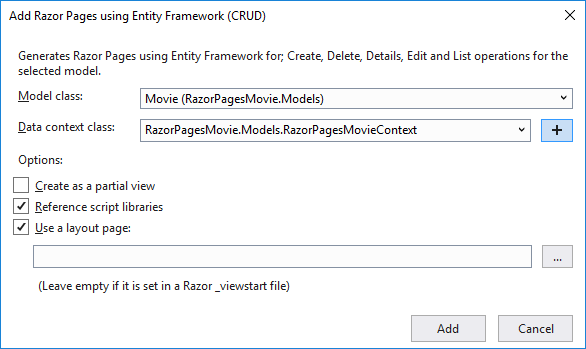 Add Razor Pages using Entity Framework (CRUD)
Generates Razor Pages using Entity Framework for; Create, Delete, Details, Edit and List operations for the
selected model.
Model class:
Movie (RazorPagesMovie.Models)
Data context class:
RazorPagesMovie.Models.RazorPagesMovieContext
+
Options:
Create as a partial view
Reference script libraries
Use a layout page:
...
(Leave empty if it is set in a Razor _viewstart file)
Add
Cancel